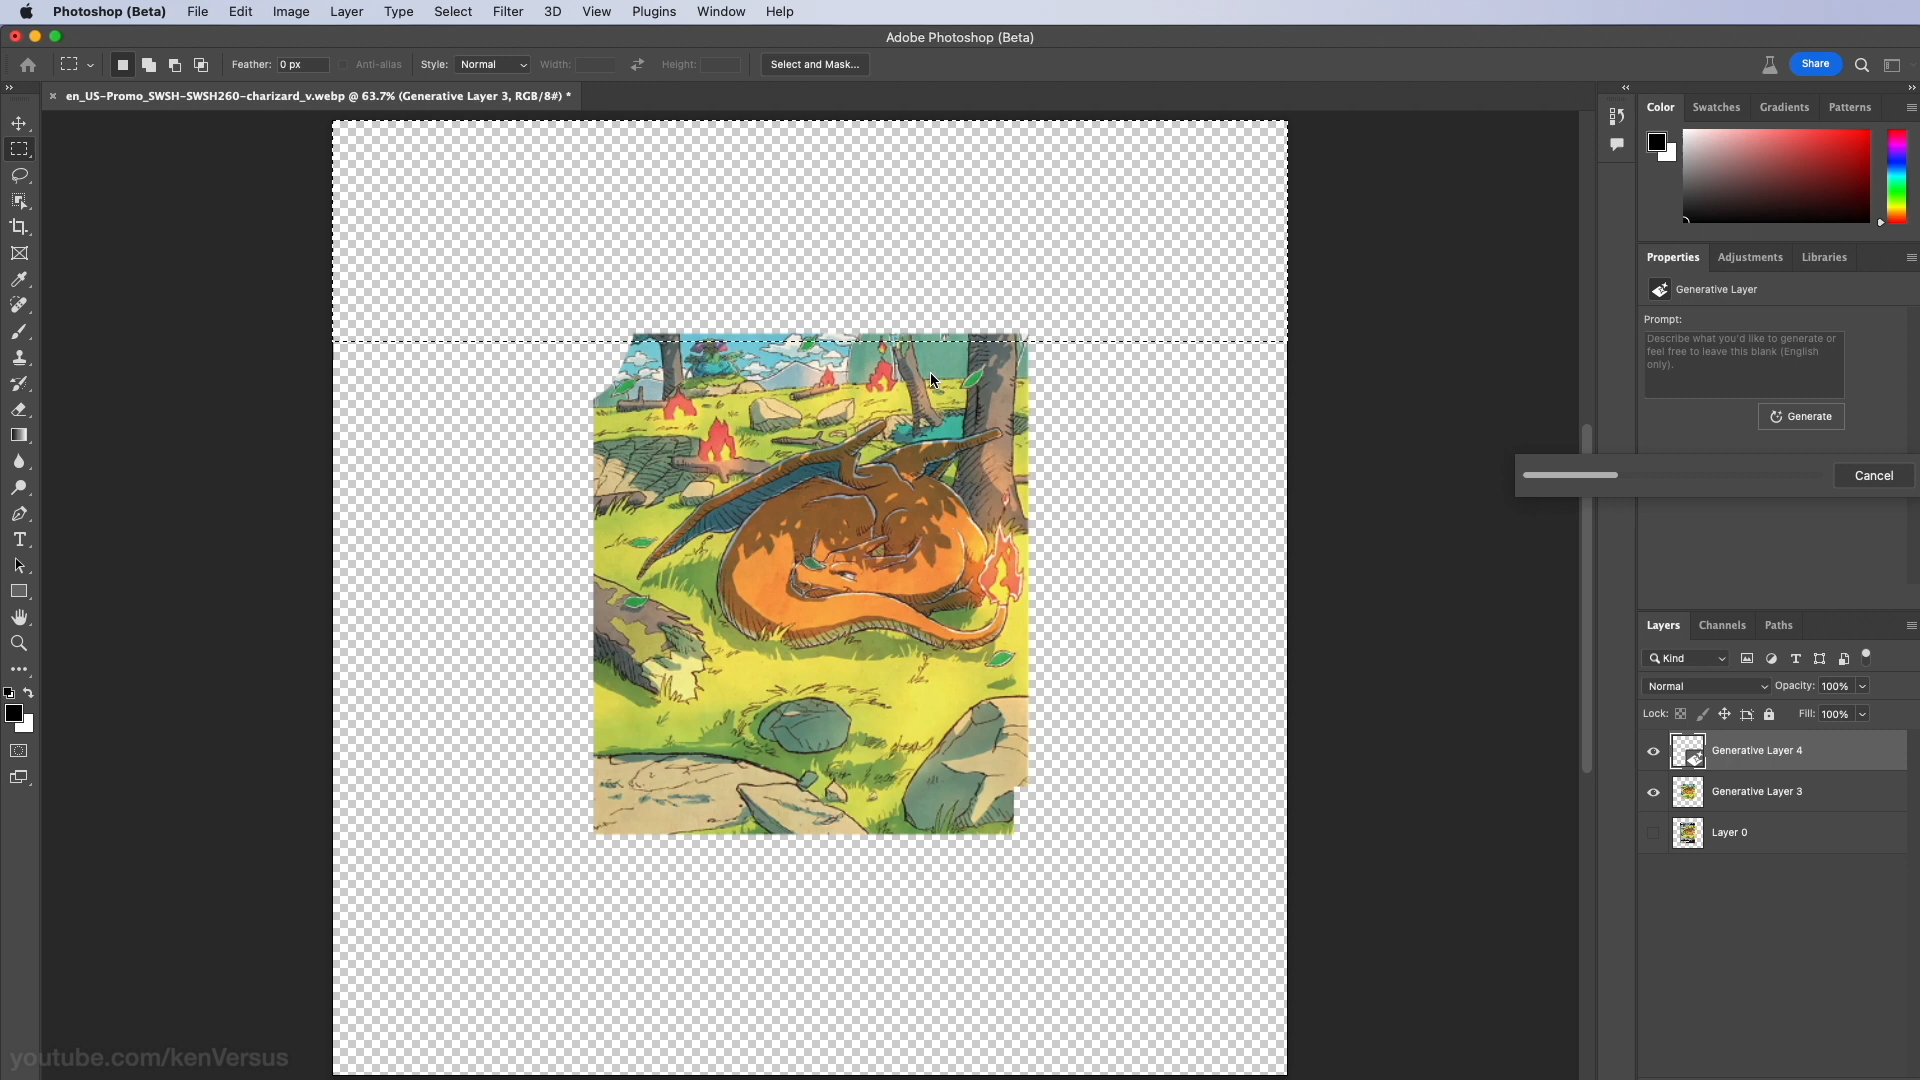 Photoshop (Beta) File Edit Image Layer Type Select Filter 3D View Plugins Window Help
Adobe Photoshop (Beta)
Feather: 0 px Anti-alias Style: Normal Width: Height: Select and Mask... Share
en_US-Promo_SWSH-SWSH260-charizard_v.webp @ 63.7% (Generative Layer 3, RGB/8#) *
Color Swatches Gradients Patterns
Properties Adjustments Libraries
Generative Layer
Prompt:
Describe what you'd like to generate or
feel free to leave this blank (English
only).
Generate
Cancel
Layers Channels Paths
Kind
Normal Opacity: 100%
Lock: Fill: 100%
Generative Layer 4
Generative Layer 3
Layer 0
youtube.com/kenVersus